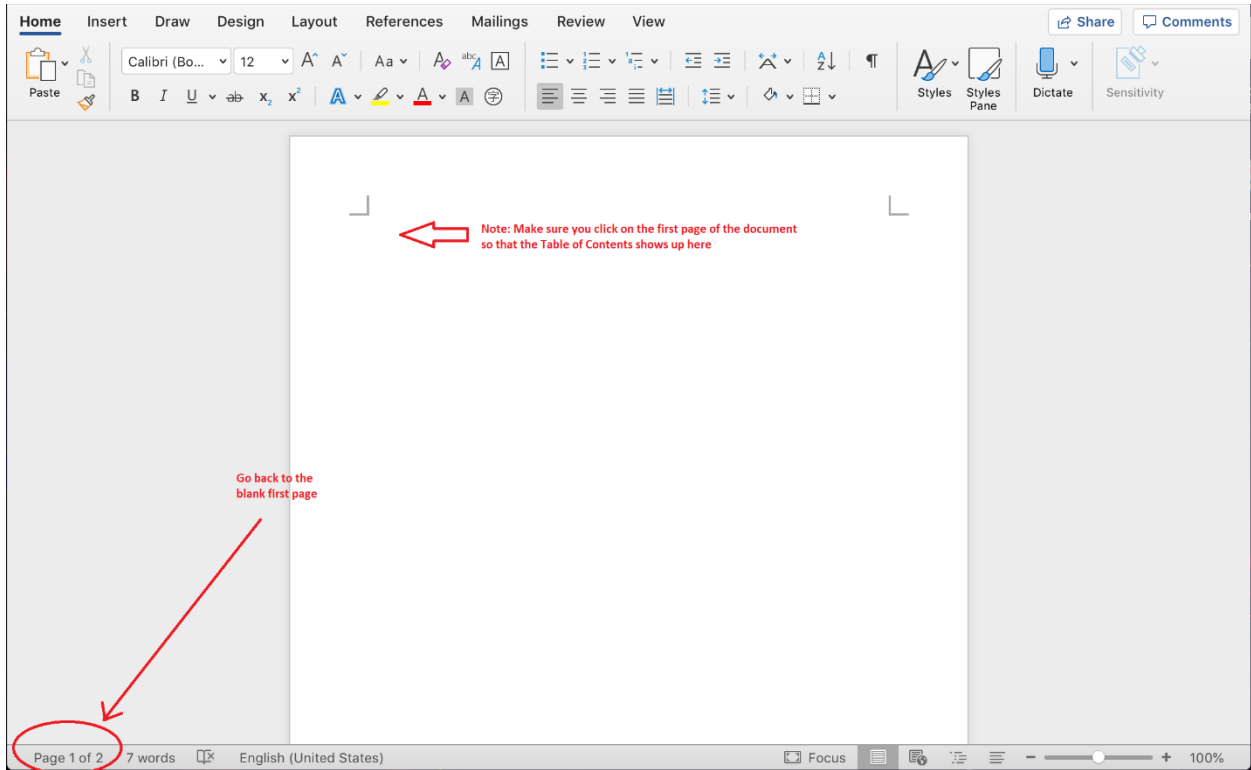 Home Insert Draw Design Layout References Mailings Review View Share Comments
Calibri (Bo... 12 A^ A˅ Aa A abc A A
Paste B I U ab x₂ x² A A A 字 Styles Styles Pane Dictate Sensitivity
Note: Make sure you click on the first page of the document
so that the Table of Contents shows up here
Go back to the
blank first page
Page 1 of 2 7 words English (United States) Focus 100%